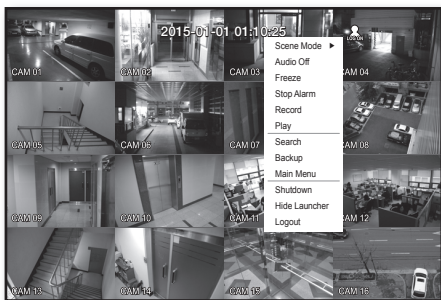 2015-01-01 01:10:25
LOG ON
CAM 01
CAM 02
CAM 03
CAM 04
Scene Mode
Audio Off
Freeze
Stop Alarm
Record
Play
Search
Backup
Main Menu
Shutdown
Hide Launcher
Logout
CAM 05
CAM 06
CAM 07
CAM 08
CAM 09
CAM 10
CAM 11
CAM 12
CAM 13
CAM 14
CAM 15
CAM 16